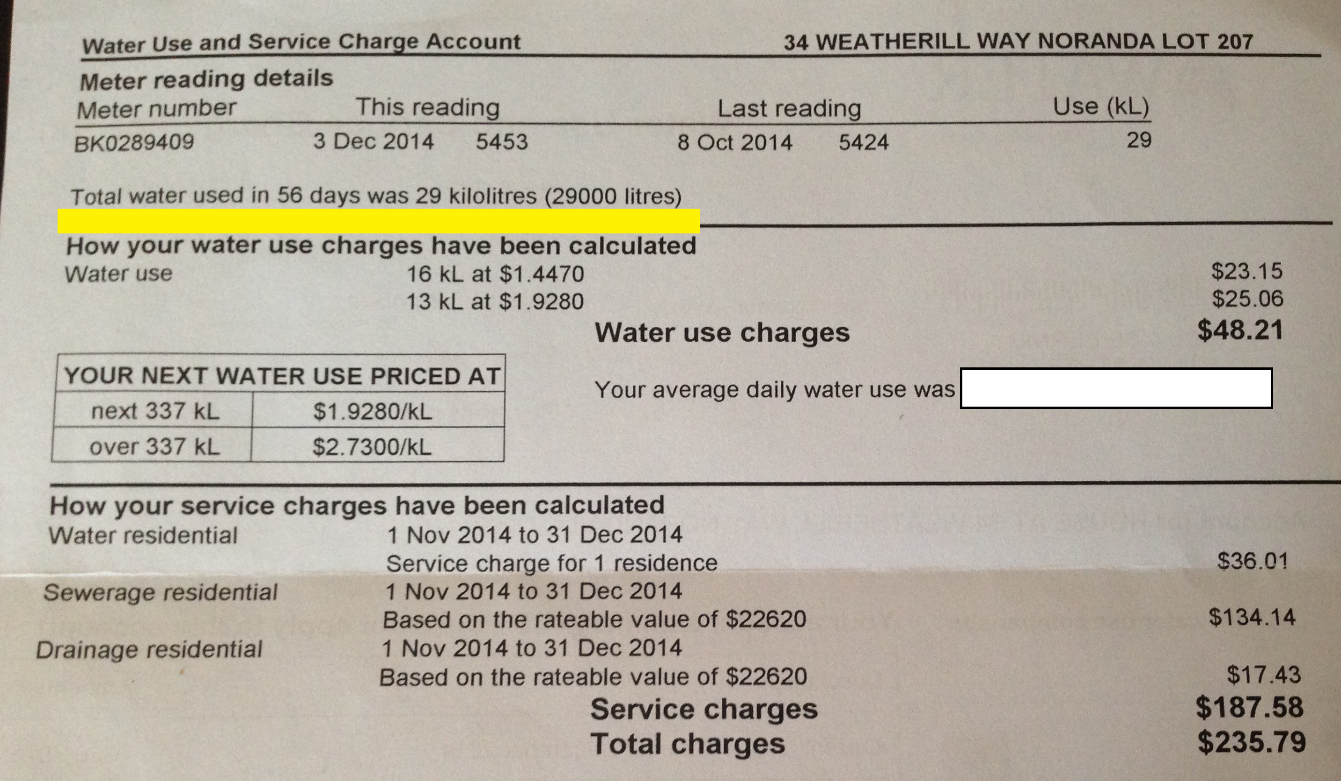 Water Use and Service Charge Account 34 WEATHERILL WAY NORANDA LOT 207
Meter reading details
Meter number This reading Last reading Use (kL)
BK0289409 3 Dec 2014 5453 8 Oct 2014 5424 29
Total water used in 56 days was 29 kilolitres (29000 litres)
How your water use charges have been calculated
Water use 16 kL at $1.4470 $23.15
13 kL at $1.9280 $25.06
Water use charges $48.21
YOUR NEXT WATER USE PRICED AT
next 337 kL $1.9280/kL
over 337 kL $2.7300/kL
Your average daily water use was
How your service charges have been calculated
Water residential 1 Nov 2014 to 31 Dec 2014
Service charge for 1 residence $36.01
Sewerage residential 1 Nov 2014 to 31 Dec 2014
Based on the rateable value of $22620 $134.14
Drainage residential 1 Nov 2014 to 31 Dec 2014
Based on the rateable value of $22620 $17.43
Service charges $187.58
Total charges $235.79